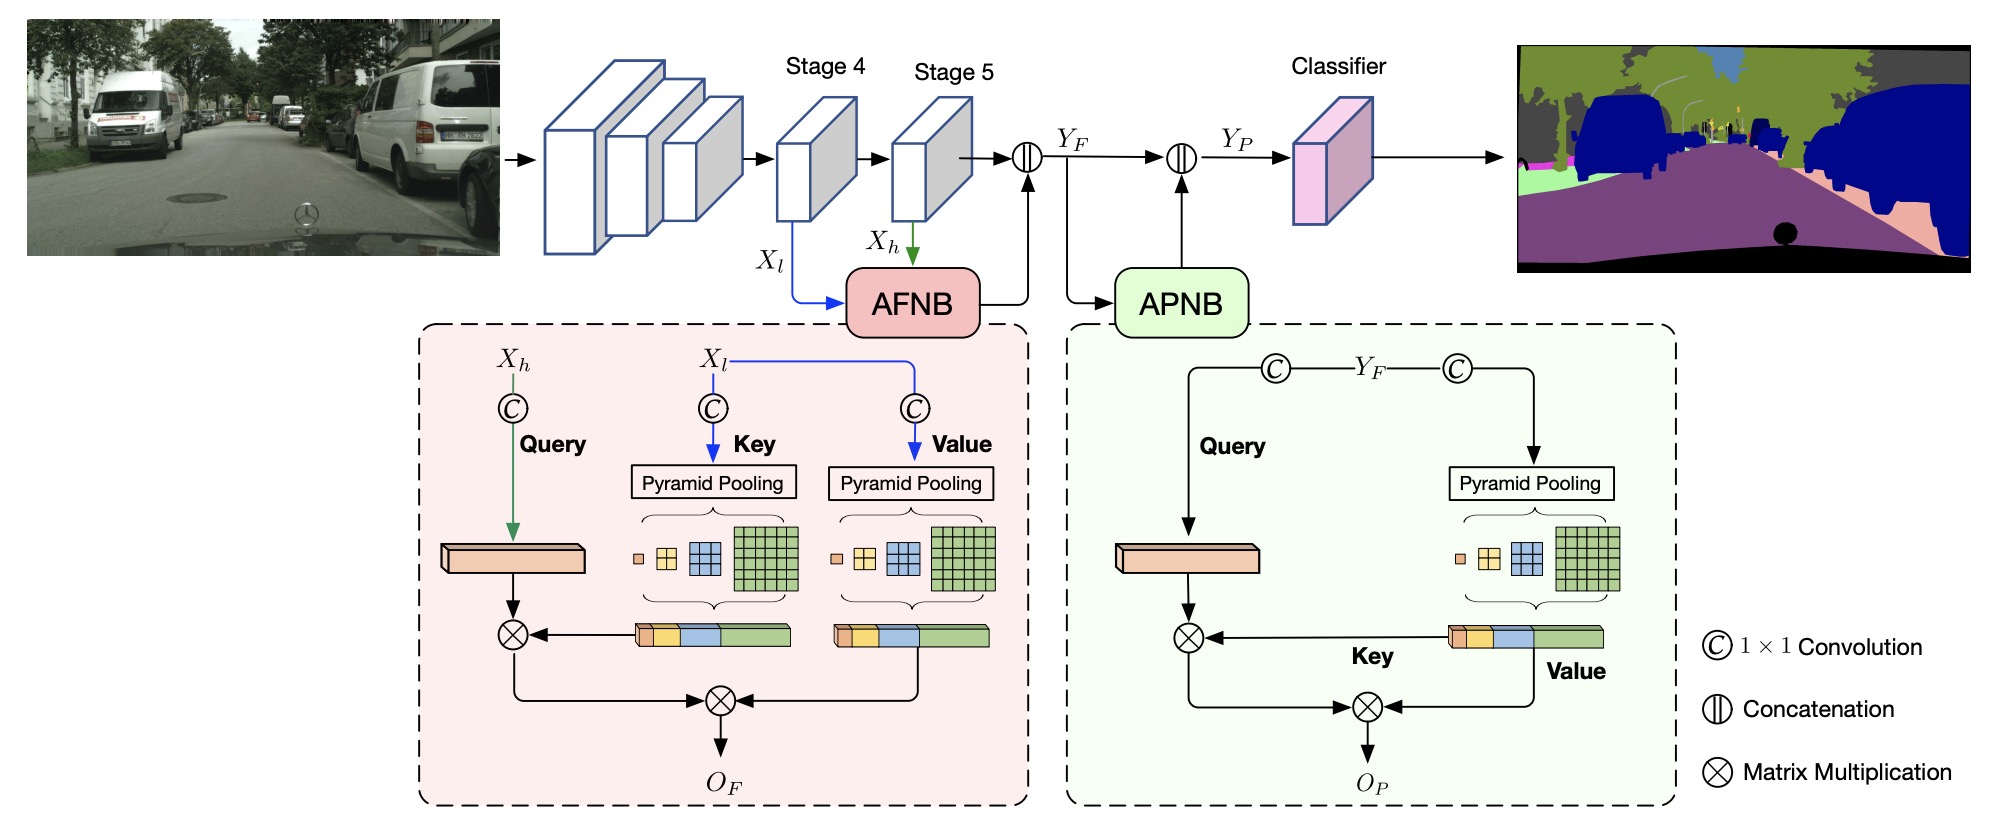 Stage 4
Stage 5
Classifier
Y_F
Y_P
X_l
X_h
AFNB
APNB
X_h
X_l
C
C
C
Query
Key
Value
Pyramid Pooling
Pyramid Pooling
O_F
C
Y_F
C
Query
Pyramid Pooling
Key
Value
O_P
C 1 × 1 Convolution
Concatenation
Matrix Multiplication